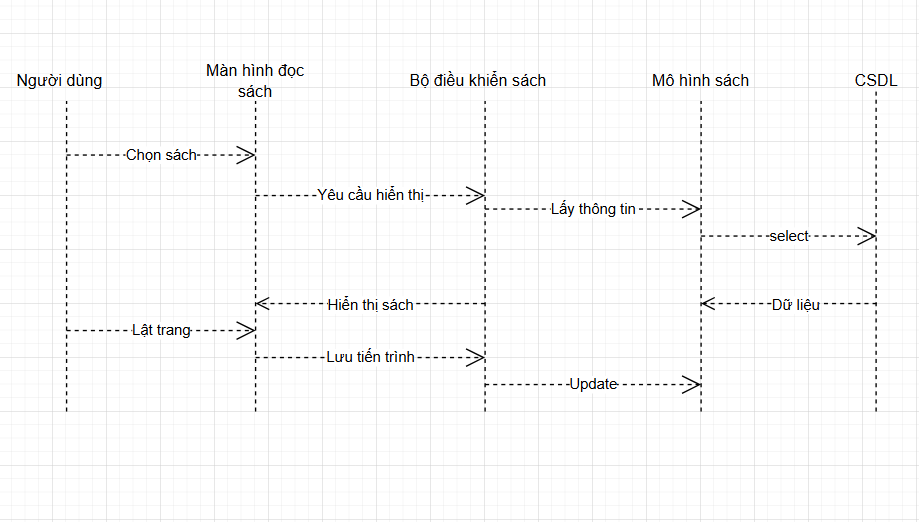 Người dùng
Màn hình đọc
sách
Bộ điều khiển sách
Mô hình sách
CSDL
Chọn sách
Yêu cầu hiển thị
Lấy thông tin
select
Hiển thị sách
Dữ liệu
Lật trang
Lưu tiến trình
Update